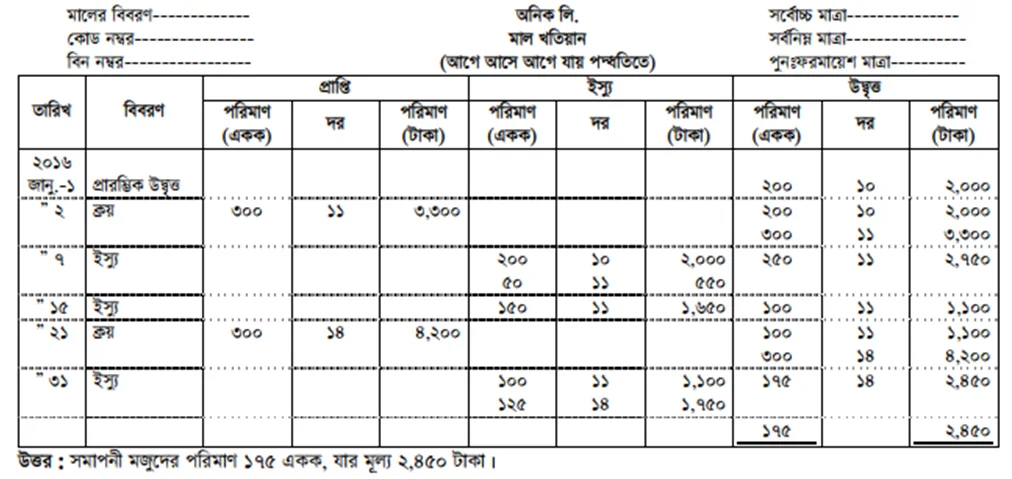 মালের বিবরণ-------------- অনিক লি. সর্বোচ্চ মাত্রা---------------
কোড নম্বর---------------- মাল খতিয়ান সর্বনিম্ন মাত্রা---------------
বিন নম্বর----------------- (আগে আসে আগে যায় পদ্ধতিতে) পুনঃফরমায়েশ মাত্রা----------
তারিখ বিবরণ প্রাপ্তি ইস্যু উদ্বৃত্ত
পরিমাণ (একক) দর পরিমাণ (টাকা) পরিমাণ (একক) দর পরিমাণ (টাকা) পরিমাণ (একক) দর পরিমাণ (টাকা)
২০১৬
জানু.-১ প্রারম্ভিক উদ্বৃত্ত ২০০ ১০ ২,০০০
” ২ ক্রয় ৩০০ ১১ ৩,৩০০ ২০০ ১০ ২,০০০
৩০০ ১১ ৩,৩০০
” ৭ ইস্যু ২০০ ১০ ২,০০০ ২৫০ ১১ ২,৭৫০
৫০ ১১ ৫৫০
” ১৫ ইস্যু ১৫০ ১১ ১,৬৫০ ১০০ ১১ ১,১০০
” ২১ ক্রয় ৩০০ ১৪ ৪,২০০ ১০০ ১১ ১,১০০
৩০০ ১৪ ৪,২০০
” ৩১ ইস্যু ১০০ ১১ ১,১০০ ১৭৫ ১৪ ২,৪৫০
১২৫ ১৪ ১,৭৫০
১৭৫ ২,৪৫০
উত্তর : সমাপনী মজুদের পরিমাণ ১৭৫ একক, যার মূল্য ২,৪৫০ টাকা।